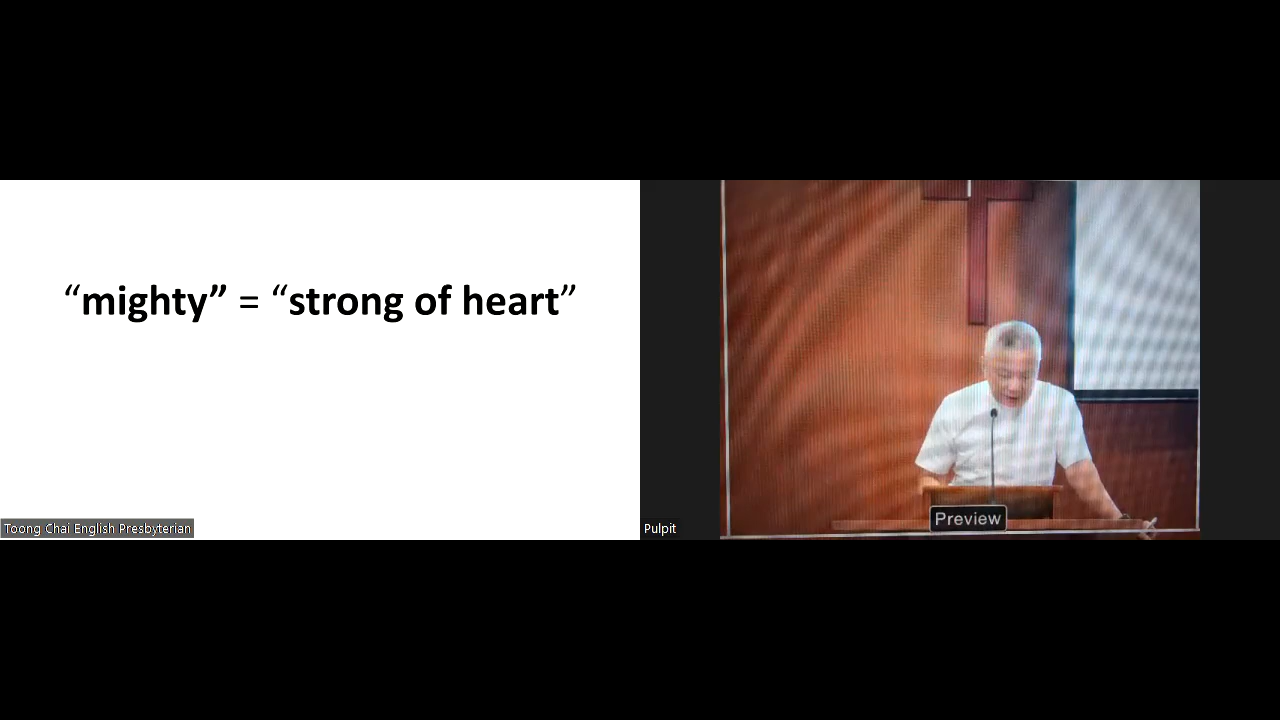 “mighty” = “strong of heart”
Toong Chai English Presbyterian
Pulpit
Preview